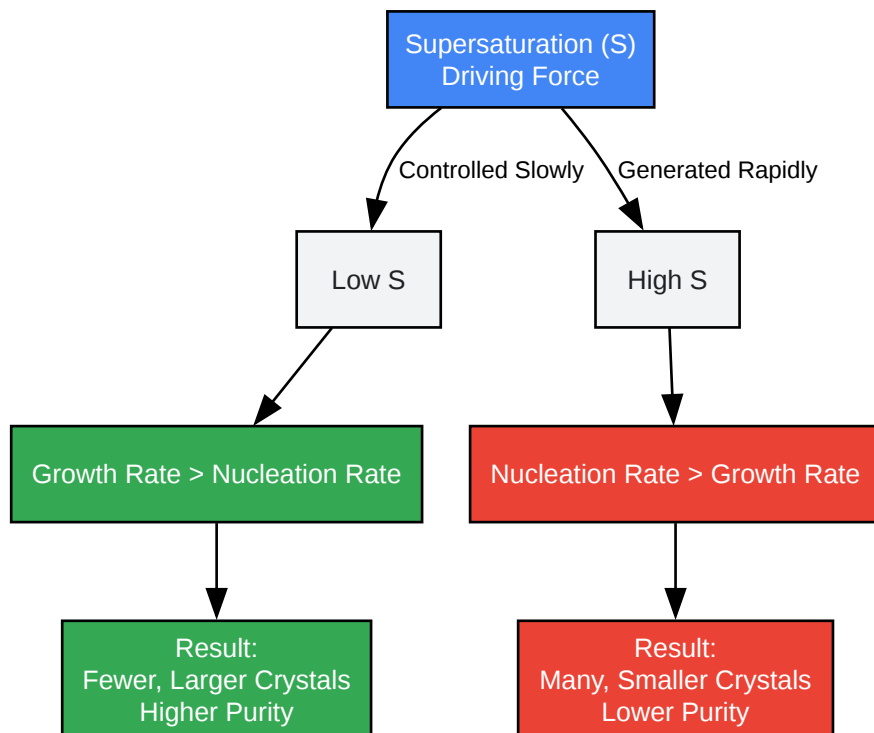 Supersaturation (S)
Driving Force
Controlled Slowly
Generated Rapidly
Low S
High S
Growth Rate > Nucleation Rate
Nucleation Rate > Growth Rate
Result:
Fewer, Larger Crystals
Higher Purity
Result:
Many, Smaller Crystals
Lower Purity